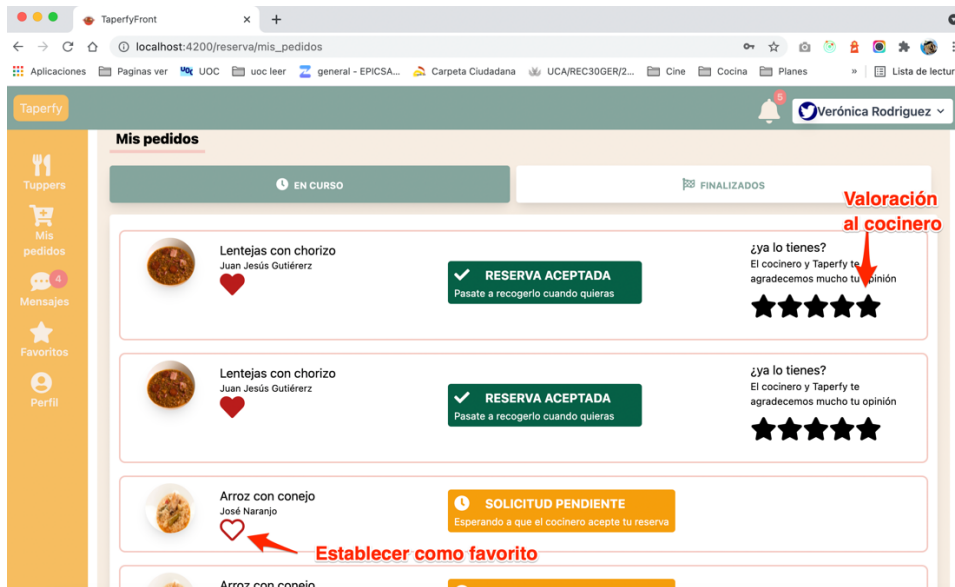 TaperfyFront
localhost:4200/reserva/mis_pedidos
Aplicaciones Paginas ver UOC UOC uoc leer general - EPICSA... Carpeta Ciudadana UCA/REC30GER/2... Cine Cocina Planes » Lista de lectur
Taperfy
5
Verónica Rodriguez
Tuppers
Mis
pedidos
4
Mensajes
Favoritos
Perfil
Mis pedidos
EN CURSO
FINALIZADOS
Valoración
al cocinero
Lentejas con chorizo
Juan Jesús Gutiérerz
RESERVA ACEPTADA
Pasate a recogerlo cuando quieras
¿ya lo tienes?
El cocinero y Taperfy te
agradecemos mucho tu opinión
Lentejas con chorizo
Juan Jesús Gutiérerz
RESERVA ACEPTADA
Pasate a recogerlo cuando quieras
¿ya lo tienes?
El cocinero y Taperfy te
agradecemos mucho tu opinión
Arroz con conejo
José Naranjo
SOLICITUD PENDIENTE
Esperando a que el cocinero acepte tu reserva
Establecer como favorito
Arroz con conejo